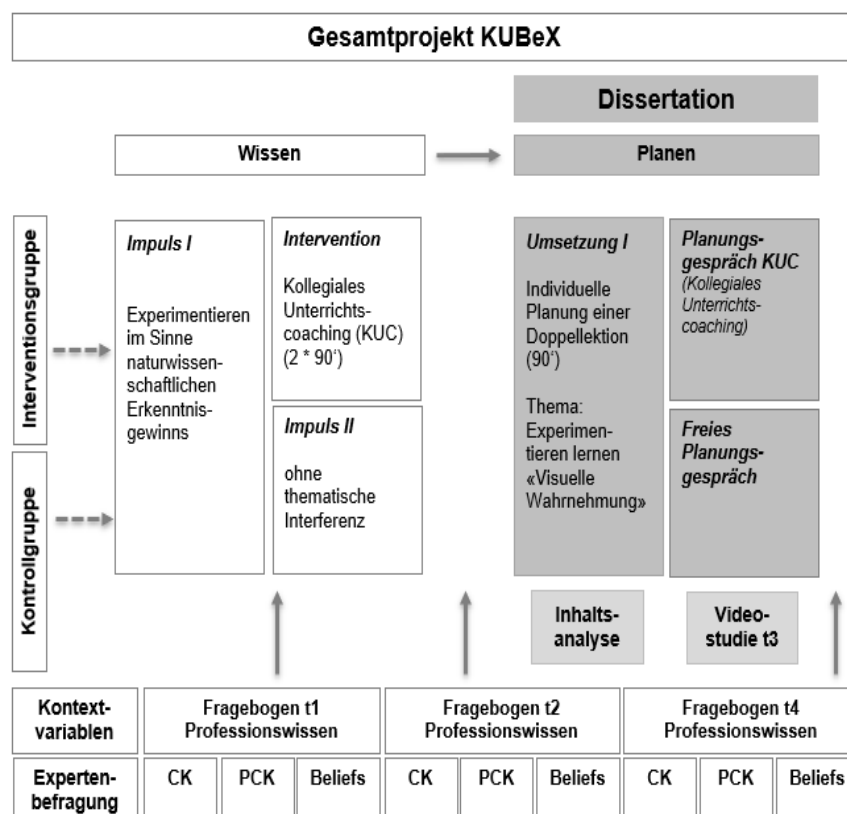 Gesamtprojekt KUBeX
Dissertation
Wissen
Planen
Interventionsgruppe
Kontrollgruppe
Impuls I
Experimentieren
im Sinne
naturwissen-
schaftlichen
Erkenntnis-
gewinns
Intervention
Kollegiales
Unterrichts-
coaching (KUC)
(2 * 90‘)
Impuls II
ohne
thematische
Interferenz
Umsetzung I
Individuelle
Planung einer
Doppellektion
(90‘)
Thema:
Experimen-
tieren lernen
«Visuelle
Wahrnehmung»
Planungs-
gespräch KUC
(Kollegiales
Unterrichts-
coaching)
Freies
Planungs-
gespräch
Inhalts-
analyse
Video-
studie t3
Kontext-
variablen
Fragebogen t1
Professionswissen
Fragebogen t2
Professionswissen
Fragebogen t4
Professionswissen
Experten-
befragung
CK
PCK
Beliefs
CK
PCK
Beliefs
CK
PCK
Beliefs